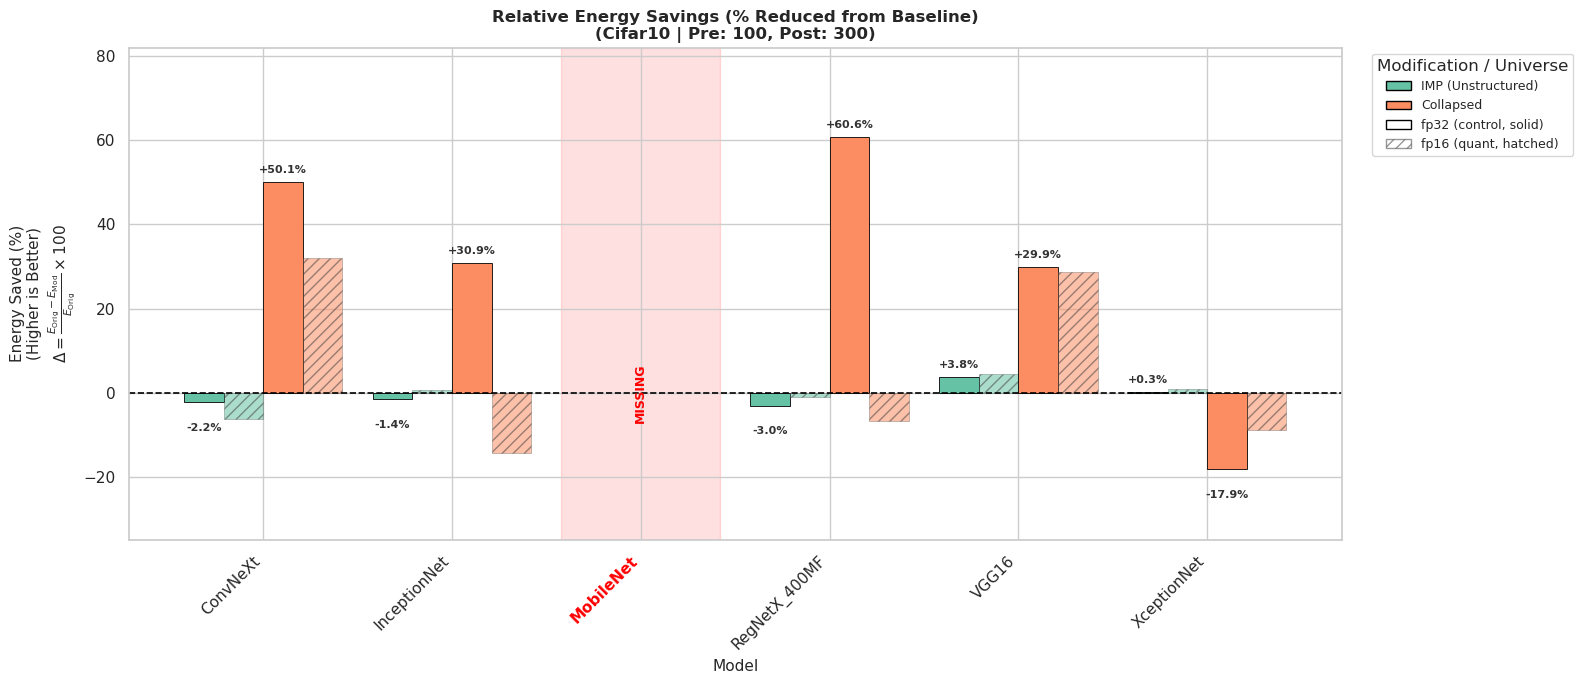 Relative Energy Savings (% Reduced from Baseline)
(Cifar10 | Pre: 100, Post: 300)
Energy Saved (%)
(Higher is Better)
Δ = (E_Orig − E_Mod / E_Orig) × 100
80
60
40
20
0
−20
-2.2%
+50.1%
-1.4%
+30.9%
MISSING
-3.0%
+60.6%
+3.8%
+29.9%
+0.3%
-17.9%
ConvNeXt
InceptionNet
MobileNet
RegNetX_400MF
VGG16
XceptionNet
Model
Modification / Universe
IMP (Unstructured)
Collapsed
fp32 (control, solid)
fp16 (quant, hatched)